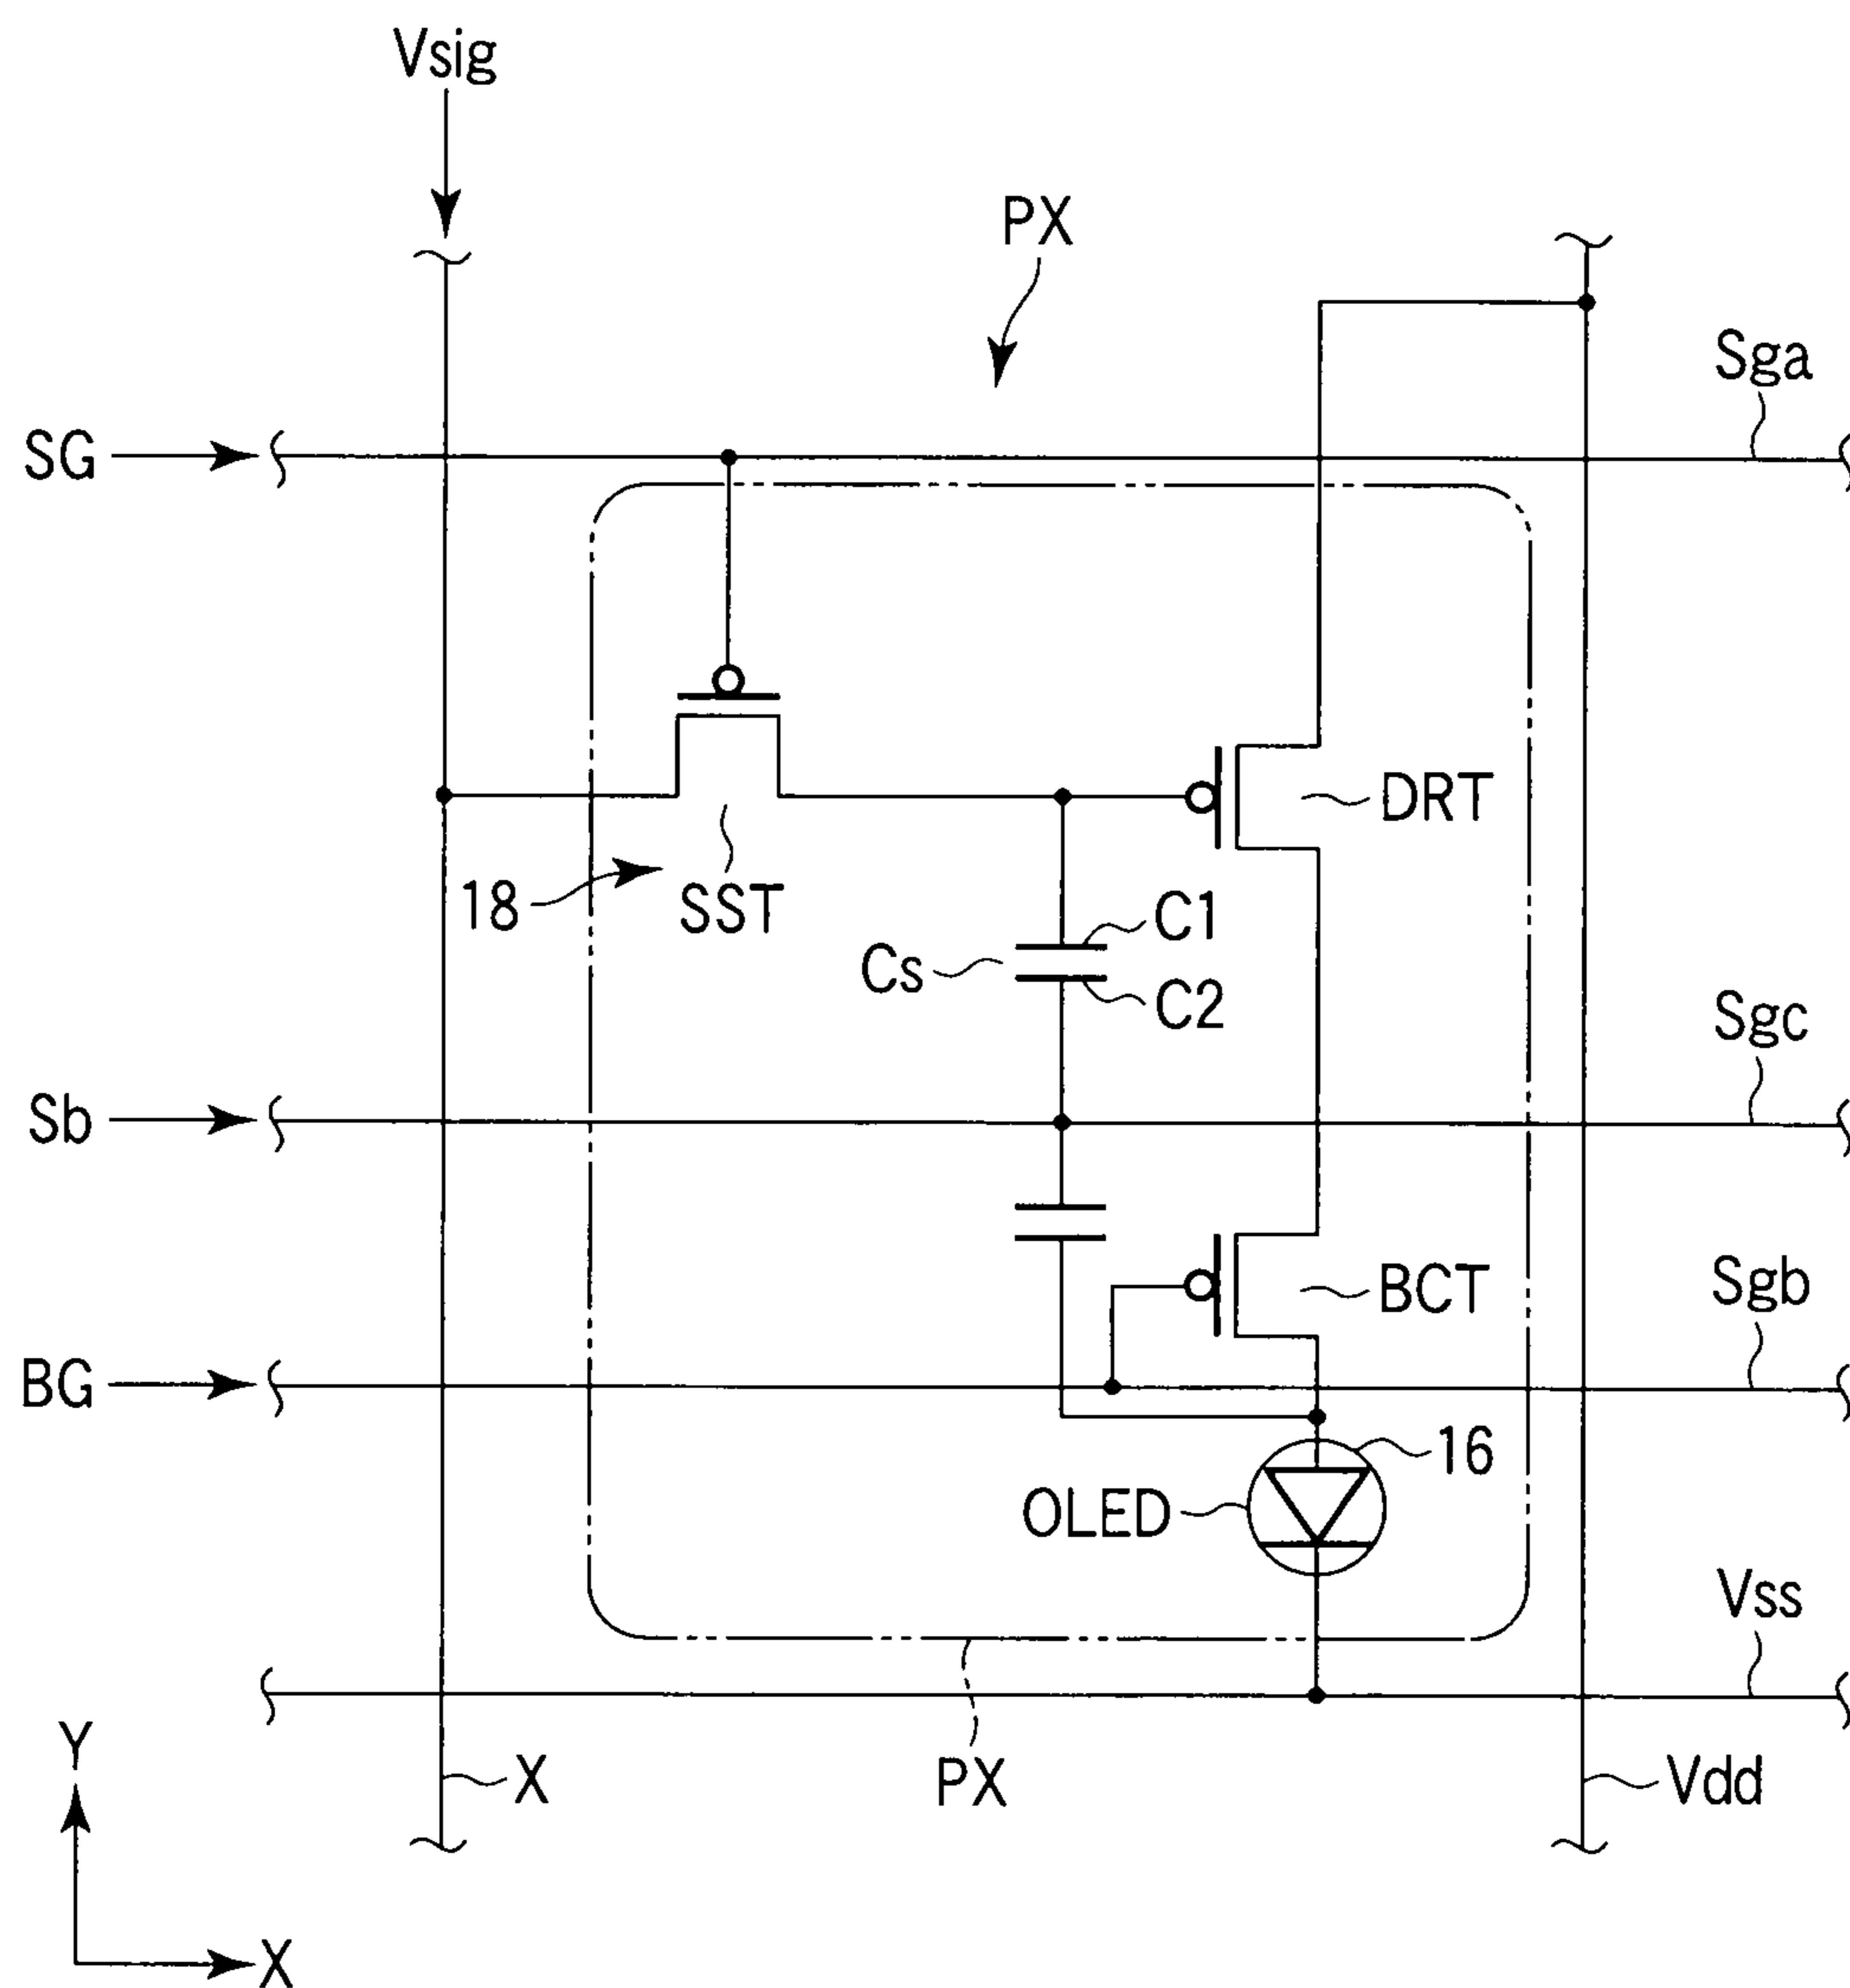 Vsig
PX
Sga
SG
DRT
18
SST
C1
Cs
C2
Sgc
Sb
Sgb
BCT
BG
16
OLED
Vss
Y
X
PX
Vdd
X